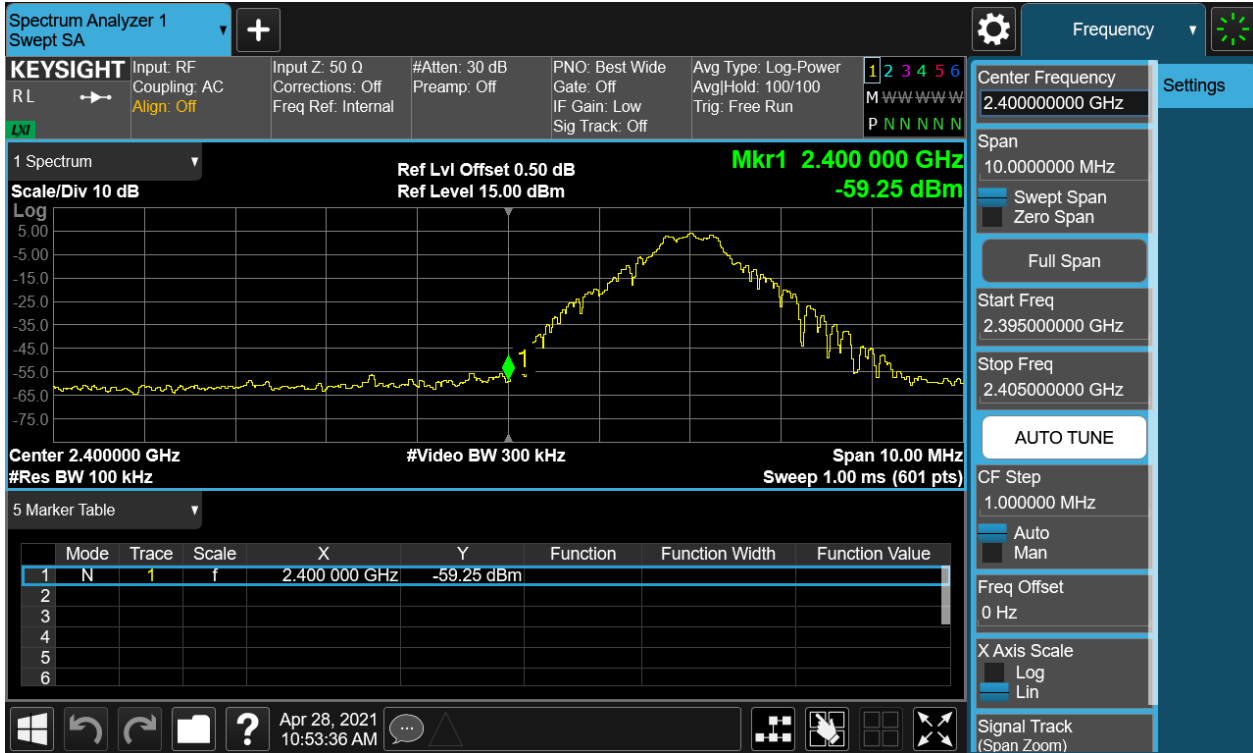 Spectrum Analyzer 1
Swept SA
+
Frequency
KEYSIGHT
RL
LXI
Input: RF
Coupling: AC
Align: Off
Input Z: 50 Ω
Corrections: Off
Freq Ref: Internal
#Atten: 30 dB
Preamp: Off
PNO: Best Wide
Gate: Off
IF Gain: Low
Sig Track: Off
Avg Type: Log-Power
Avg|Hold: 100/100
Trig: Free Run
1 2 3 4 5 6
M W W W W W
P N N N N N
1 Spectrum
Scale/Div 10 dB
Ref Lvl Offset 0.50 dB
Ref Level 15.00 dBm
Mkr1 2.400 000 GHz
-59.25 dBm
Log
5.00
-5.00
-15.0
-25.0
-35.0
-45.0
-55.0
-65.0
-75.0
1
Center 2.400000 GHz
#Res BW 100 kHz
#Video BW 300 kHz
Span 10.00 MHz
Sweep 1.00 ms (601 pts)
5 Marker Table
Mode Trace Scale X Y Function Function Width Function Value
1 N 1 f 2.400 000 GHz -59.25 dBm
2
3
4
5
6
?
Apr 28, 2021
10:53:36 AM
Center Frequency
2.400000000 GHz
Span
10.0000000 MHz
Swept Span
Zero Span
Full Span
Start Freq
2.395000000 GHz
Stop Freq
2.405000000 GHz
AUTO TUNE
CF Step
1.000000 MHz
Auto
Man
Freq Offset
0 Hz
X Axis Scale
Log
Lin
Signal Track
(Span Zoom)
Settings